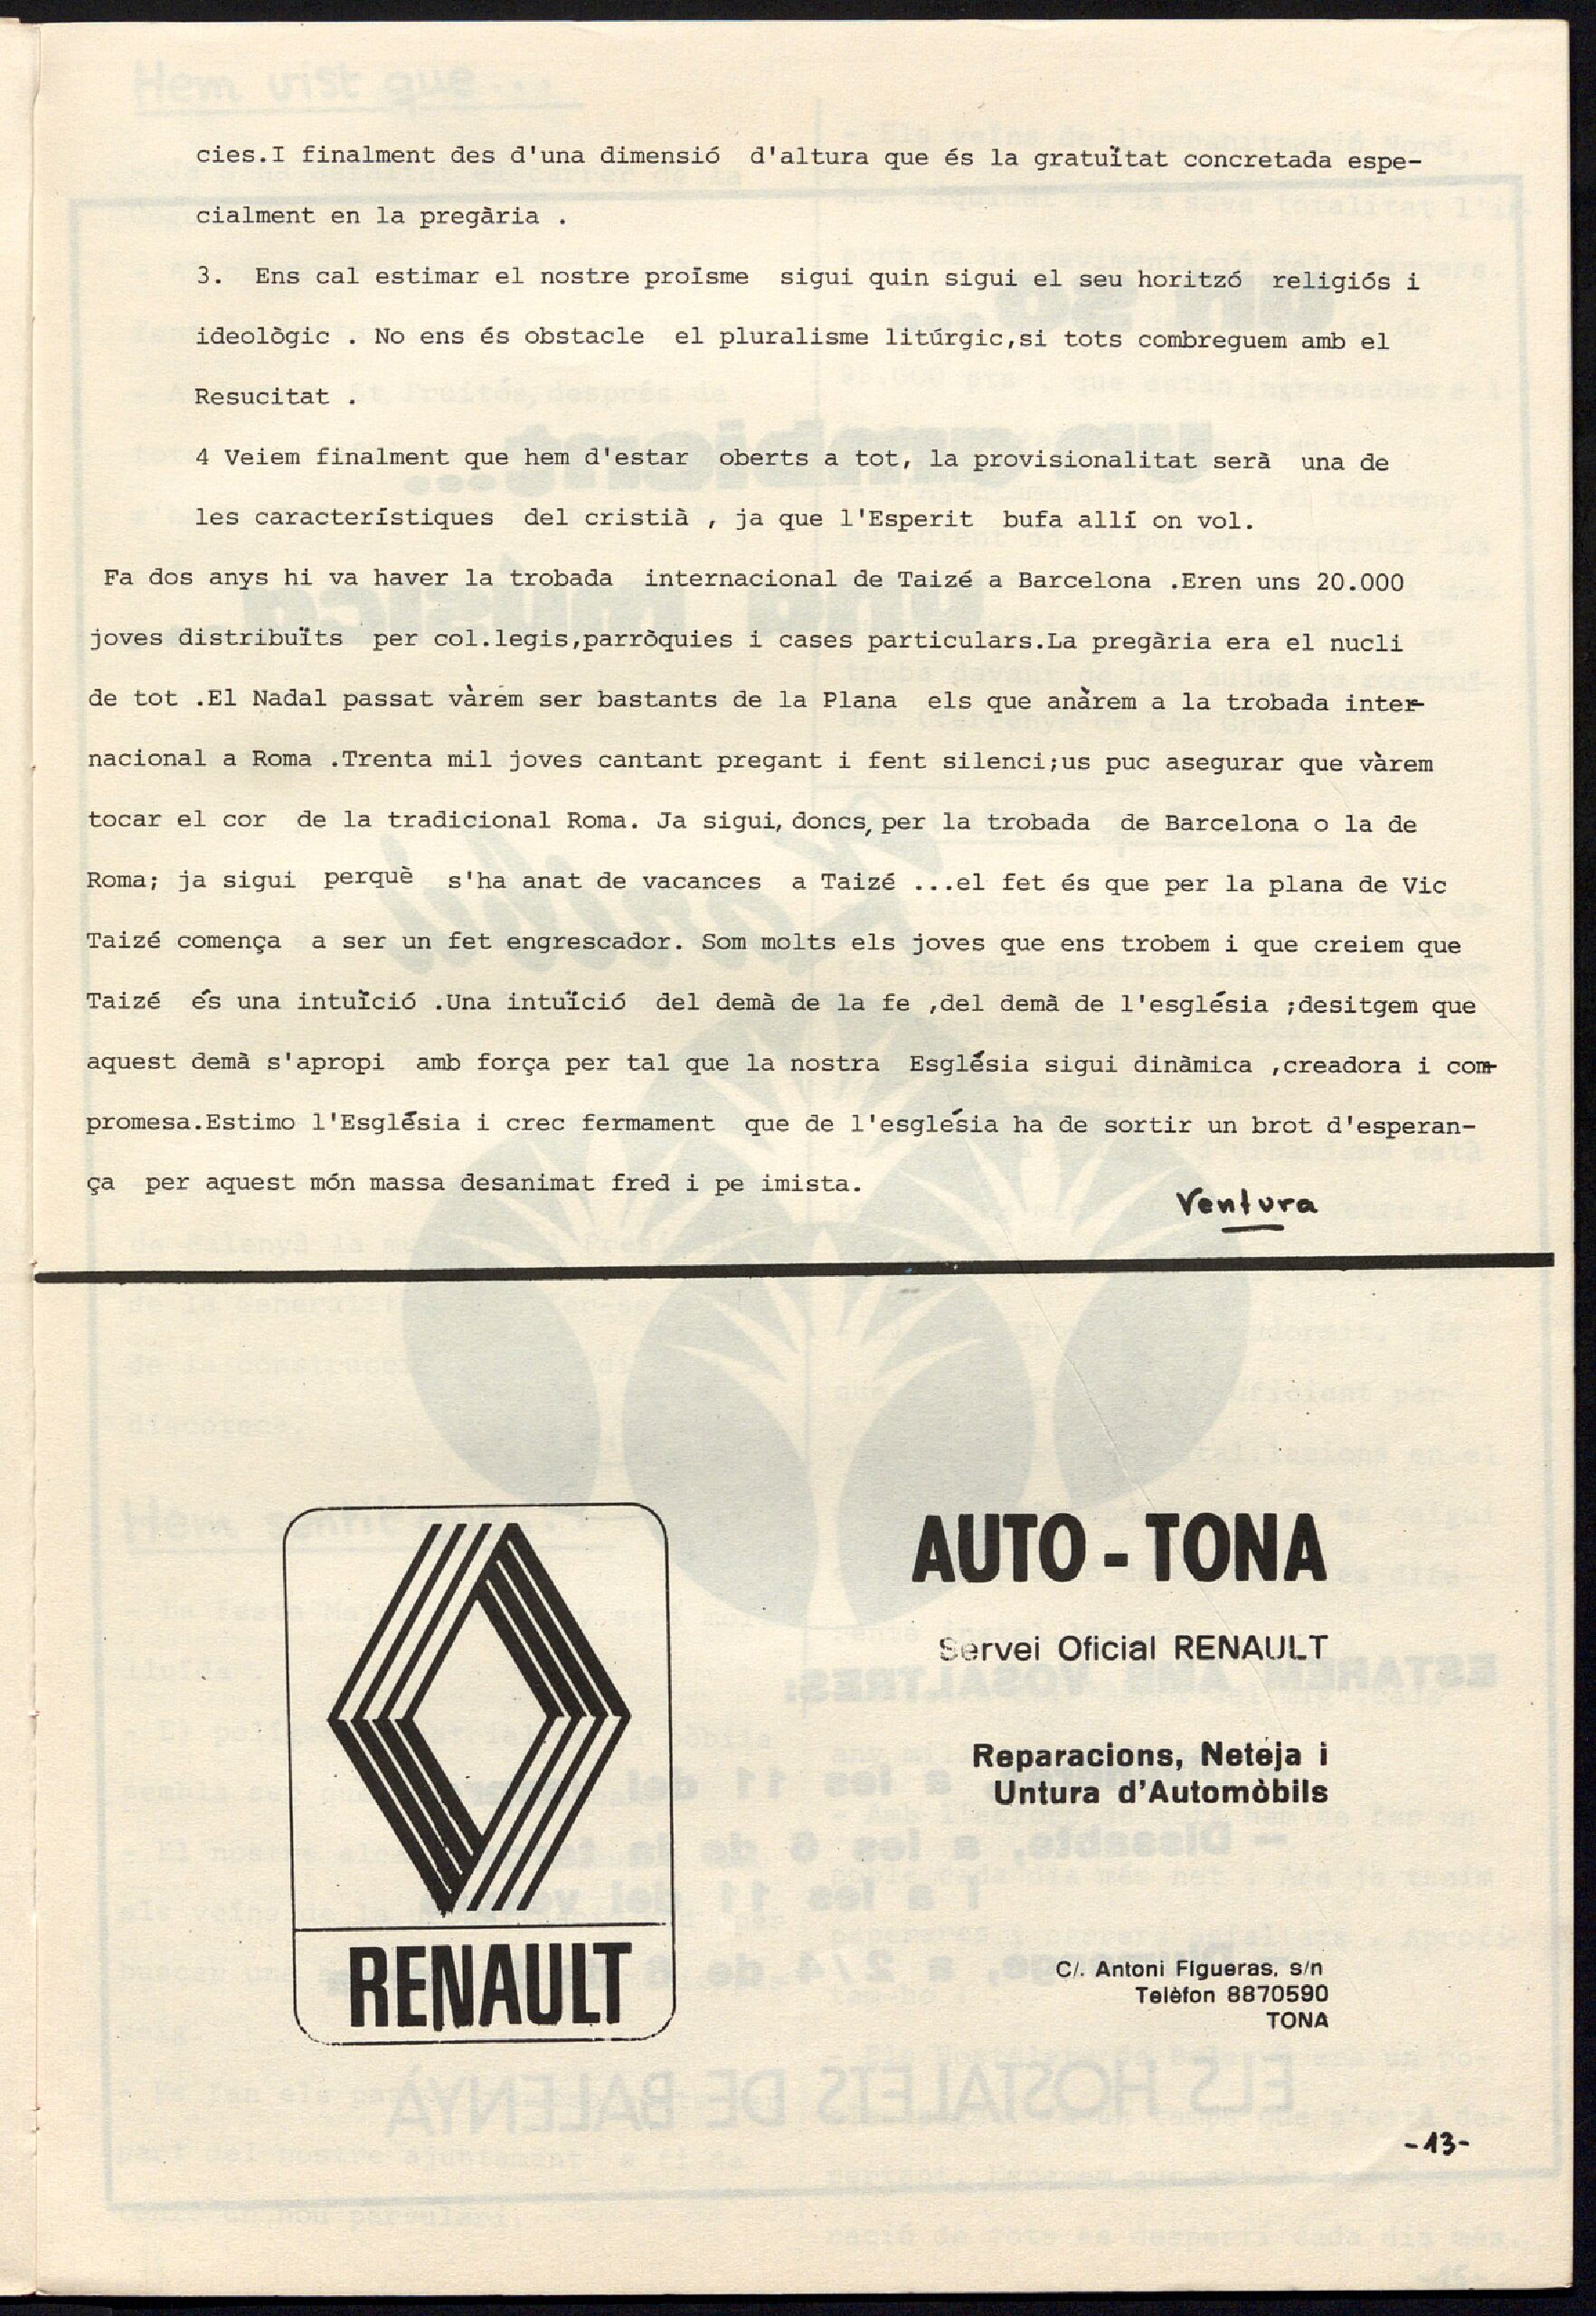 cies.I finalment des d'una dimensió d'altura que és la gratuïtat concretada espe-
cialment en la pregària .
3. Ens cal estimar el nostre proïsme sigui quin sigui el seu horitzó religiós i
ideològic . No ens és obstacle el pluralisme litúrgic,si tots combreguem amb el
Resucitat .
4 Veiem finalment que hem d'estar oberts a tot, la provisionalitat serà una de
les característiques del cristià , ja que l'Esperit bufa allí on vol.
Fa dos anys hi va haver la trobada internacional de Taizé a Barcelona .Eren uns 20.000
joves distribuïts per col.legis,parròquies i cases particulars.La pregària era el nucli
de tot .El Nadal passat vàrem ser bastants de la Plana els que anàrem a la trobada inter-
nacional a Roma .Trenta mil joves cantant pregant i fent silenci;us puc asegurar que vàrem
tocar el cor de la tradicional Roma. Ja sigui, doncs, per la trobada de Barcelona o la de
Roma; ja sigui perquè s'ha anat de vacances a Taizé ...el fet és que per la plana de Vic
Taizé comença a ser un fet engrescador. Som molts els joves que ens trobem i que creiem que
Taizé és una intuïció .Una intuïció del demà de la fe ,del demà de l'església ;desitgem que
aquest demà s'apropi amb força per tal que la nostra Església sigui dinàmica ,creadora i com-
promesa.Estimo l'Església i crec fermament que de l'església ha de sortir un brot d'esperan-
ça per aquest món massa desanimat fred i pe imista.
Ventura
RENAULT
AUTO - TONA
Servei Oficial RENAULT
Reparacions, Neteja i
Untura d'Automòbils
C/. Antoni Figueras, s/n
Telèfon 8870590
TONA
-13-